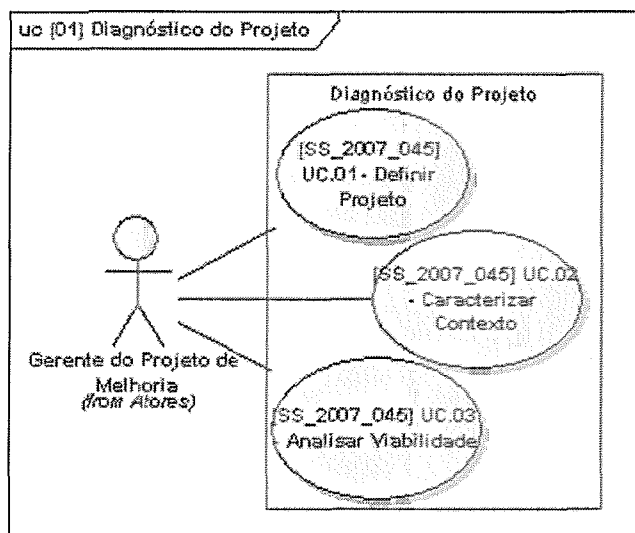 uc [01] Diagnóstico do Projeto
Diagnóstico do Projeto
[SS_2007_045]
UC.01 - Definir
Projeto
[SS_2007_045] UC.02
- Caracterizar
Contexto
Gerente do Projeto de
Melhoria
(from Atores)
[SS_2007_045] UC.03
Analisar Viabilidade